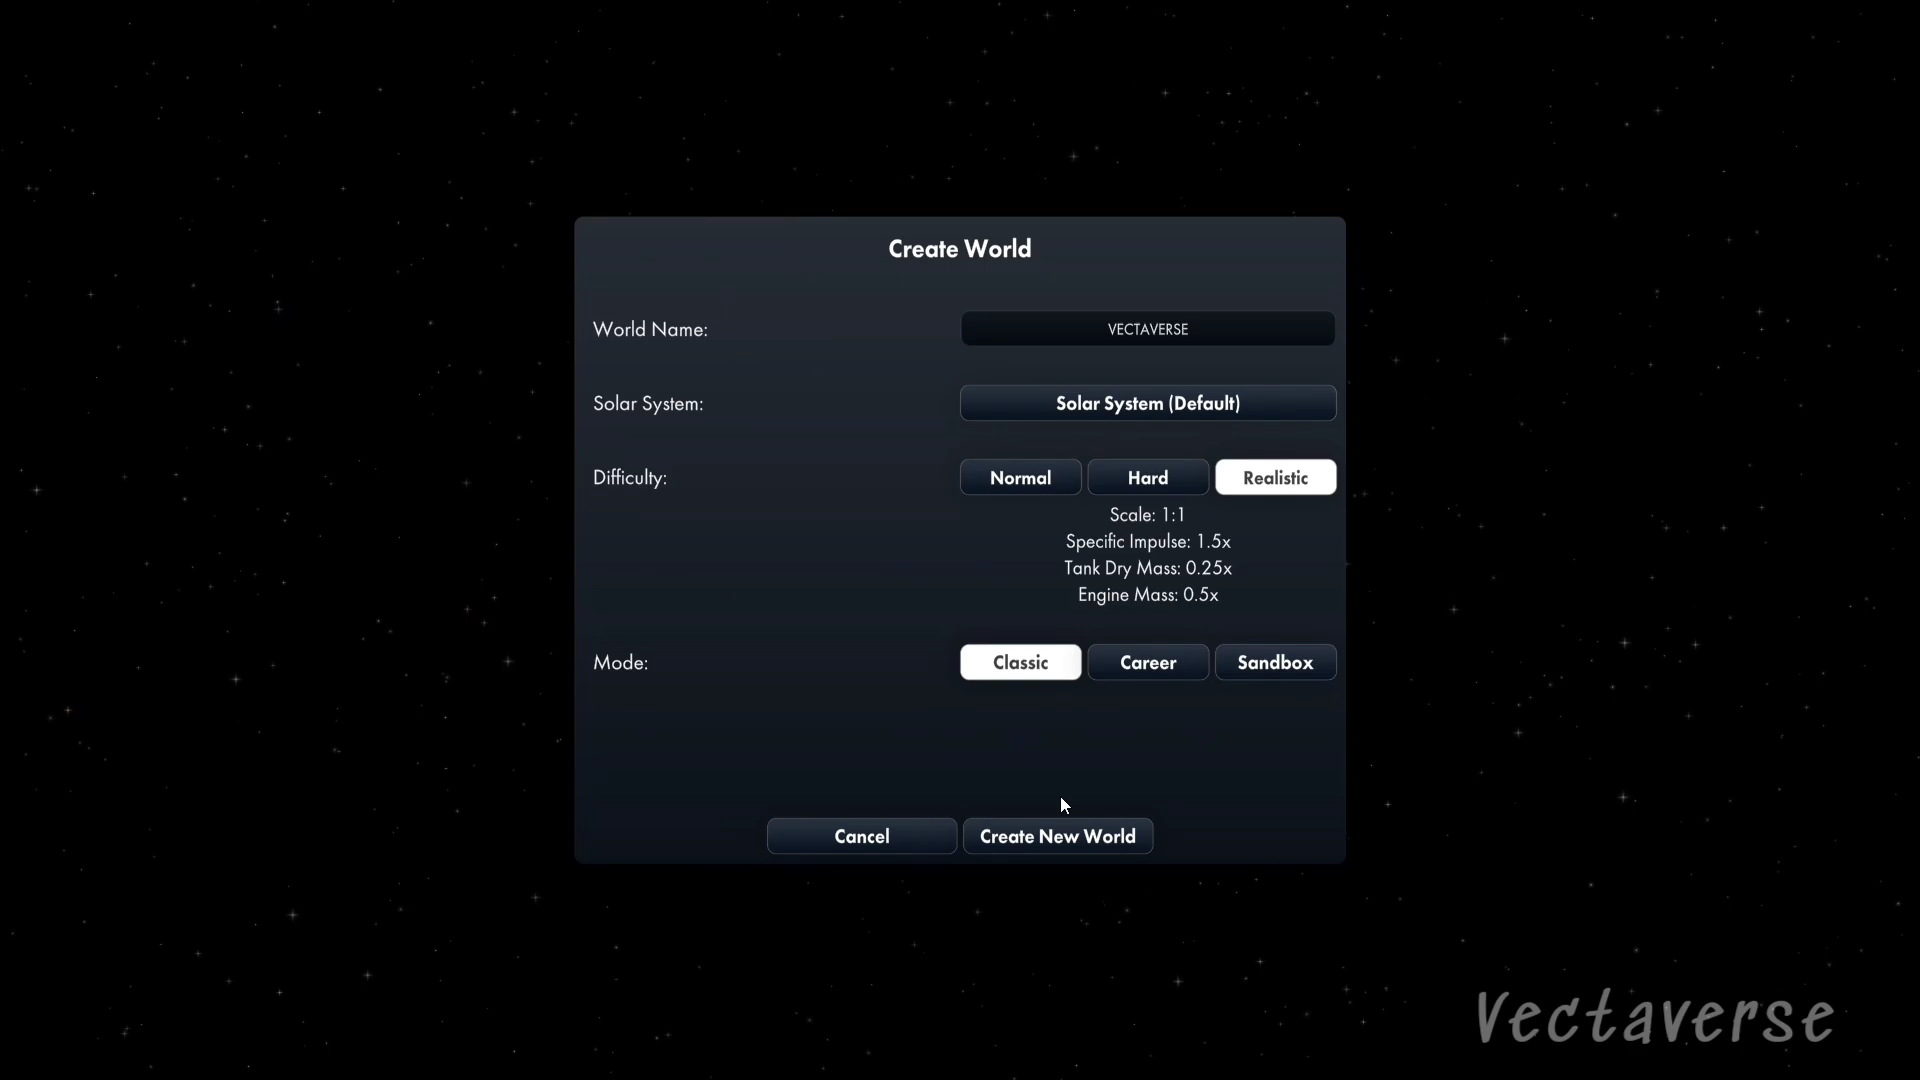 Create World
World Name: VECTAVERSE
Solar System: Solar System (Default)
Difficulty: Normal Hard Realistic
Scale: 1:1
Specific Impulse: 1.5x
Tank Dry Mass: 0.25x
Engine Mass: 0.5x
Mode: Classic Career Sandbox
Cancel Create New World
Vectaverse